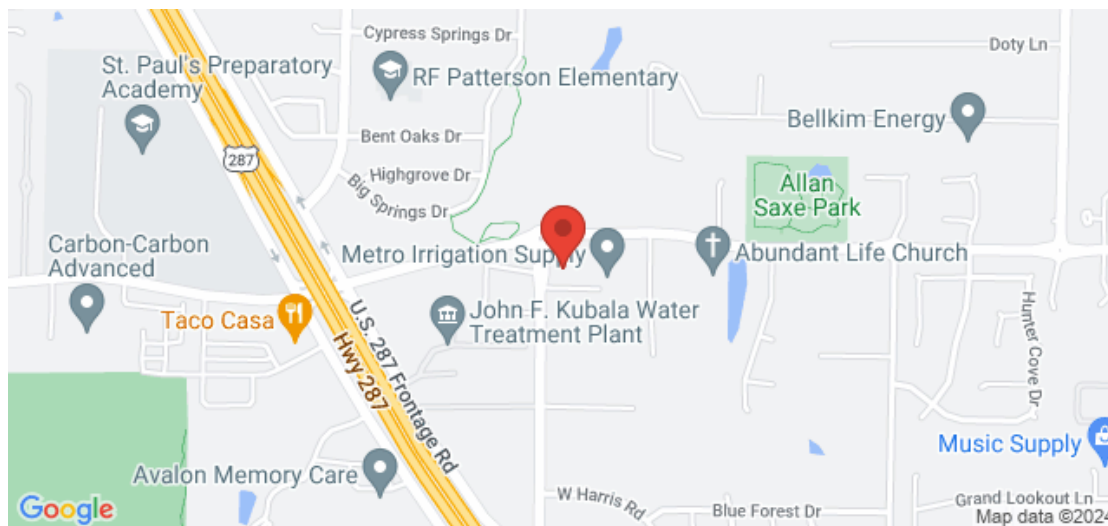 Cypress Springs Dr
Doty Ln
St. Paul's Preparatory
Academy
RF Patterson Elementary
Bellkim Energy
Bent Oaks Dr
287
Highgrove Dr
Big Springs Dr
Allan
Saxe Park
Carbon-Carbon
Advanced
Metro Irrigation Supply
Abundant Life Church
Taco Casa
John F. Kubala Water
Treatment Plant
U.S. 287 Frontage Rd
Hwy 287
Hunter Cove Dr
Music Supply
Avalon Memory Care
W Harris Rd
Blue Forest Dr
Grand Lookout Ln
Google
Map data ©2024